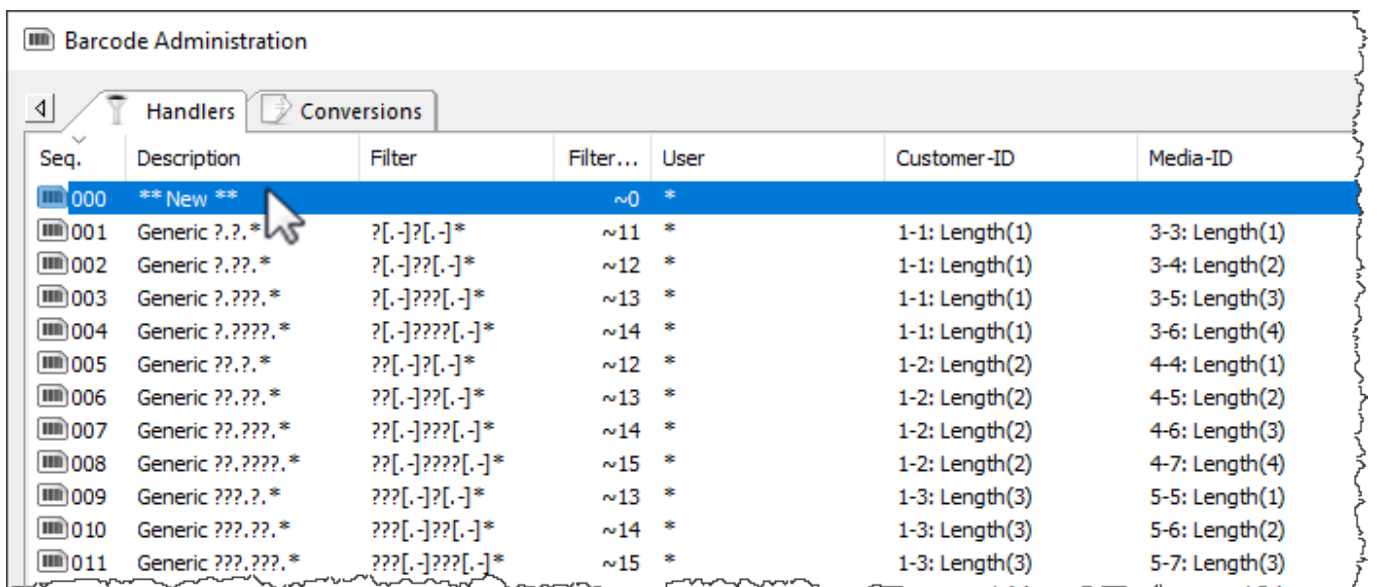 Barcode Administration
Handlers Conversions
Seq. Description Filter Filter... User Customer-ID Media-ID
000 ** New ** ~0 *
001 Generic ?.?.* ?[.-]?[.-]* ~11 * 1-1: Length(1) 3-3: Length(1)
002 Generic ?.??.* ?[.-]??[.-]* ~12 * 1-1: Length(1) 3-4: Length(2)
003 Generic ?.???.* ?[.-]???[.-]* ~13 * 1-1: Length(1) 3-5: Length(3)
004 Generic ?.????.* ?[.-]????[.-]* ~14 * 1-1: Length(1) 3-6: Length(4)
005 Generic ??.?.* ??[.-]?[.-]* ~12 * 1-2: Length(2) 4-4: Length(1)
006 Generic ??.??.* ??[.-]??[.-]* ~13 * 1-2: Length(2) 4-5: Length(2)
007 Generic ??.???.* ??[.-]???[.-]* ~14 * 1-2: Length(2) 4-6: Length(3)
008 Generic ??.????.* ??[.-]????[.-]* ~15 * 1-2: Length(2) 4-7: Length(4)
009 Generic ???.?.* ???[.-]?[.-]* ~13 * 1-3: Length(3) 5-5: Length(1)
010 Generic ???.??.* ???[.-]??[.-]* ~14 * 1-3: Length(3) 5-6: Length(2)
011 Generic ???.???.* ???[.-]???[.-]* ~15 * 1-3: Length(3) 5-7: Length(3)